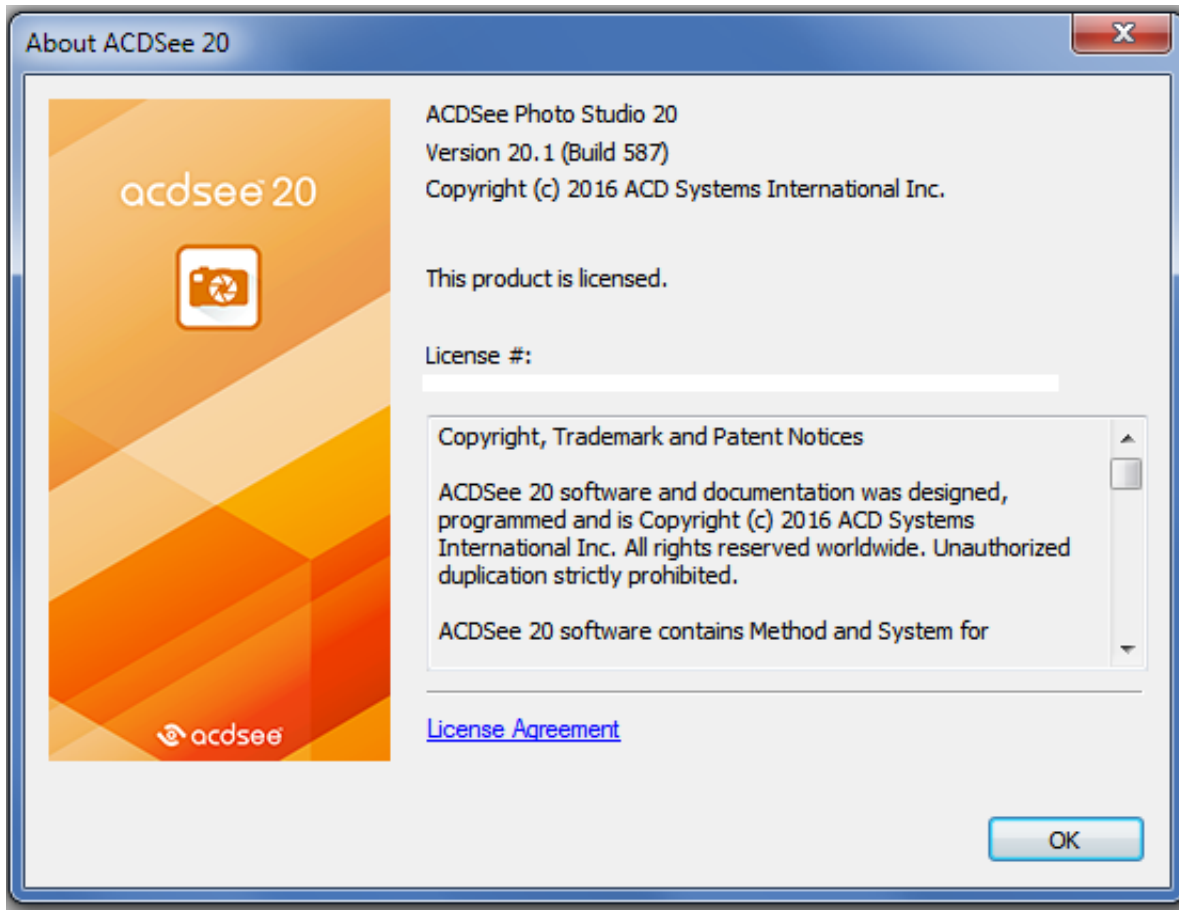 About ACDSee 20
acdsee 20
acdsee
ACDSee Photo Studio 20
Version 20.1 (Build 587)
Copyright (c) 2016 ACD Systems International Inc.
This product is licensed.
License #:
Copyright, Trademark and Patent Notices
ACDSee 20 software and documentation was designed,
programmed and is Copyright (c) 2016 ACD Systems
International Inc. All rights reserved worldwide. Unauthorized
duplication strictly prohibited.
ACDSee 20 software contains Method and System for
License Agreement
OK